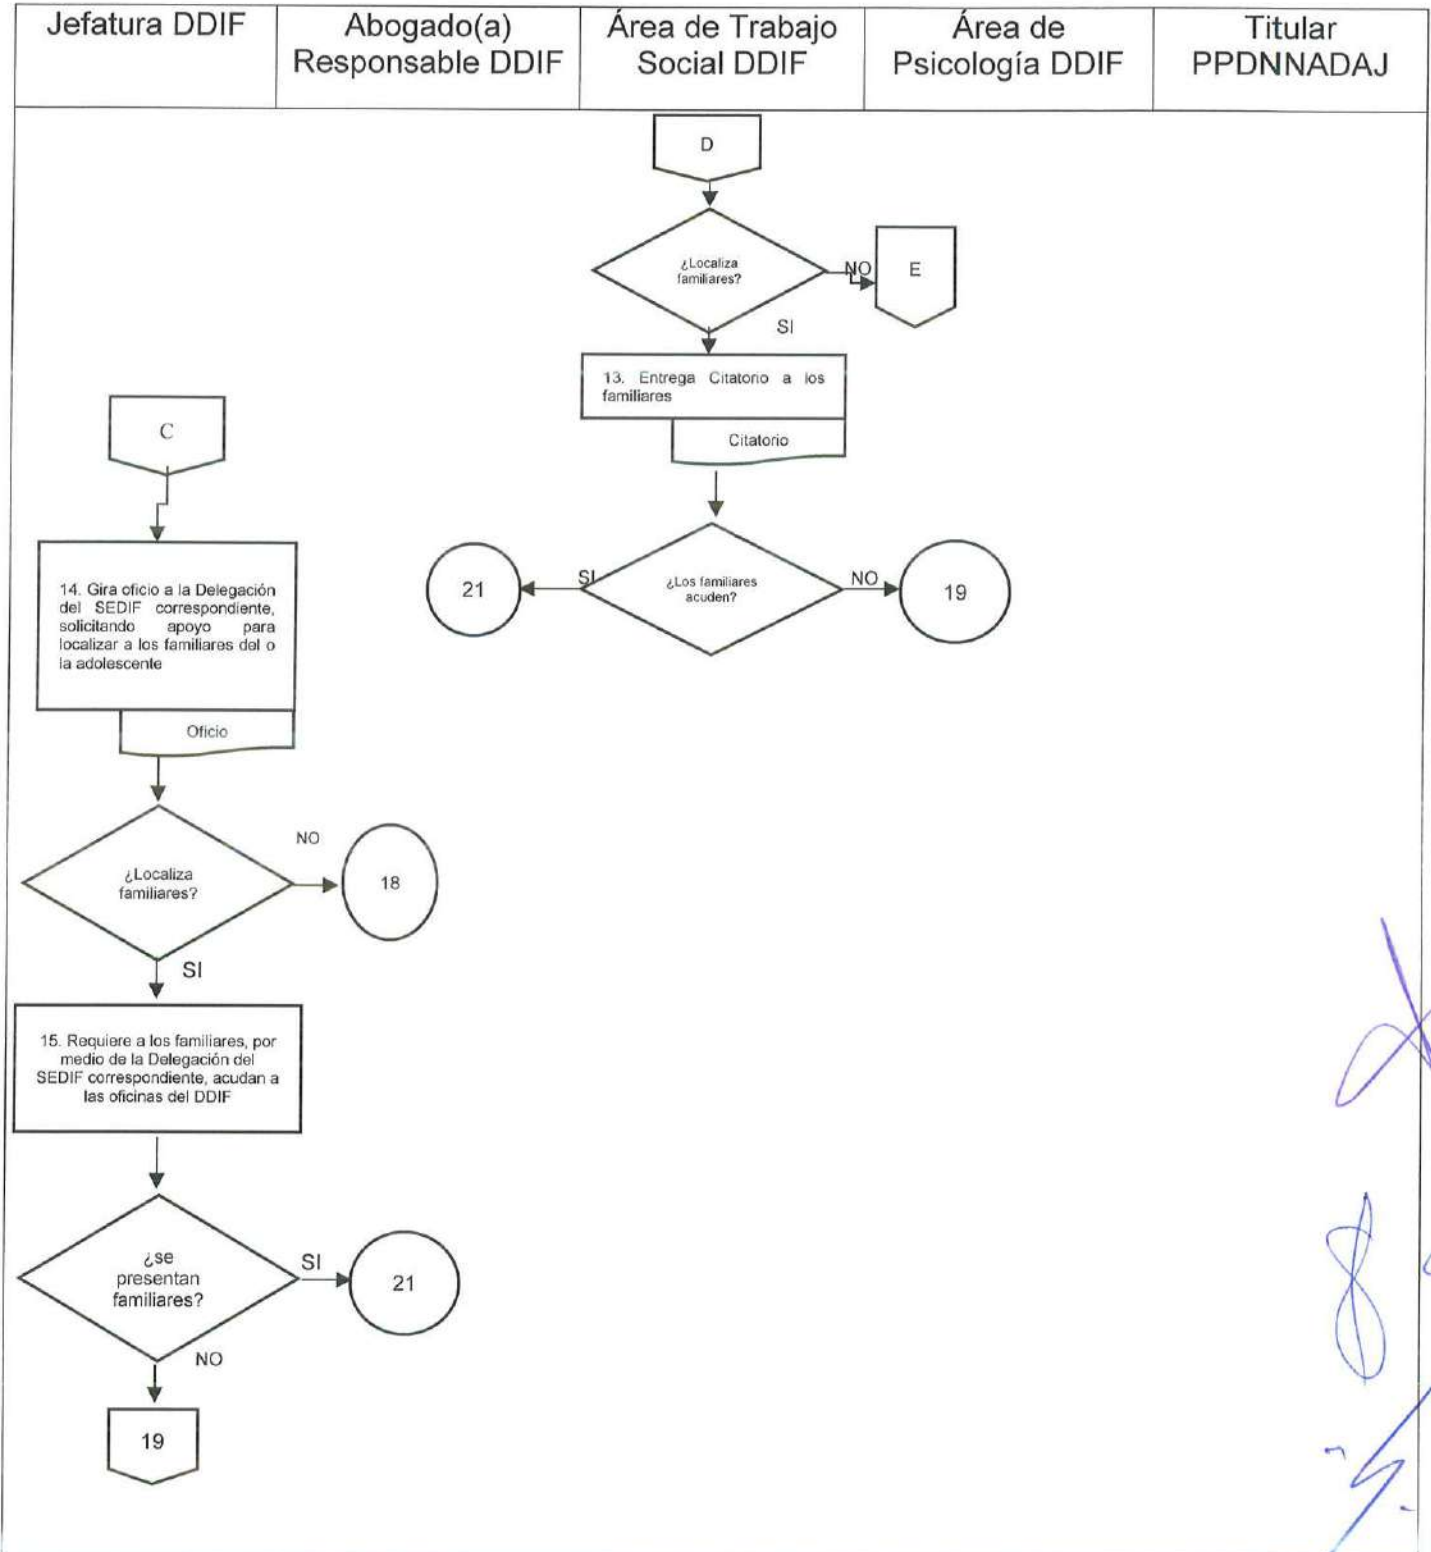 Jefatura DDIF
Abogado(a)
Responsable DDIF
Área de Trabajo
Social DDIF
Área de
Psicología DDIF
Titular
PPDNNADAJ
D
¿Localiza
familiares?
NO
E
SI
13. Entrega Citatorio a los
familiares
Citatorio
C
14. Gira oficio a la Delegación
del SEDIF correspondiente,
solicitando apoyo para
localizar a los familiares del o
la adolescente
Oficio
21
SI
¿Los familiares
acuden?
NO
19
¿Localiza
familiares?
NO
18
SI
15. Requiere a los familiares, por
medio de la Delegación del
SEDIF correspondiente, acudan a
las oficinas del DDIF
¿se
presentan
familiares?
SI
21
NO
19